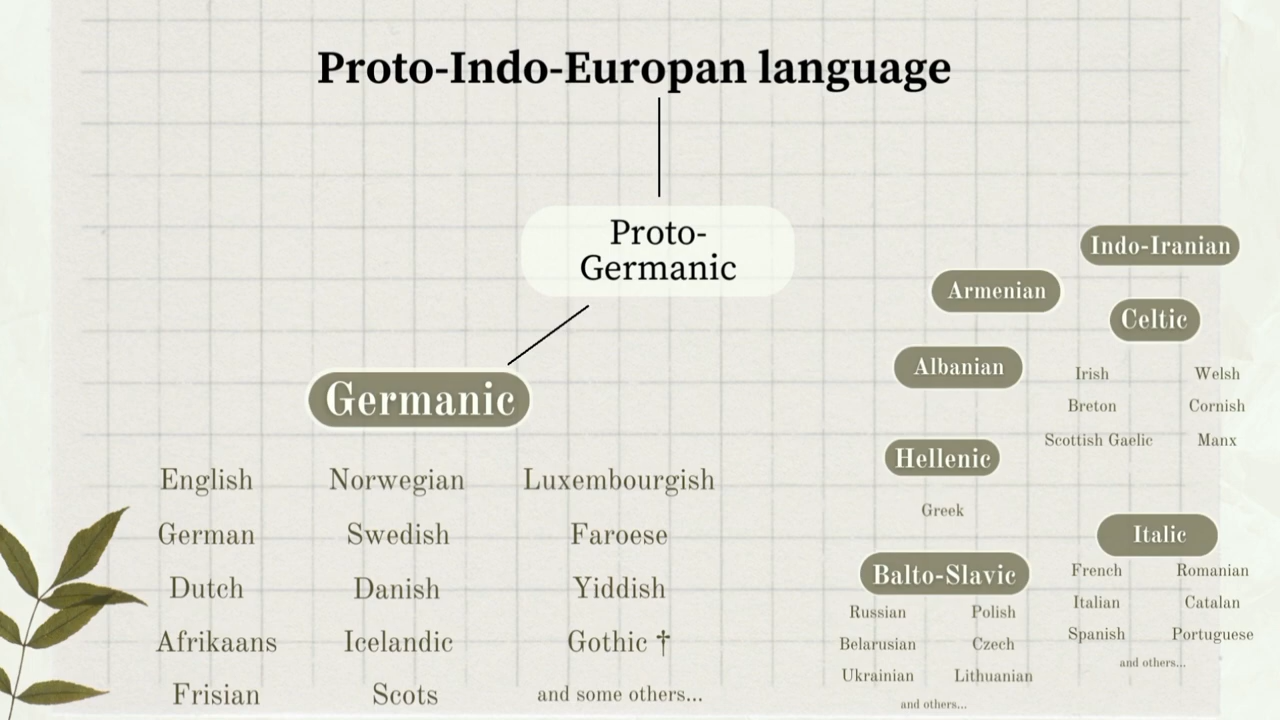 Proto-Indo-Europan language
Proto-
Germanic
Germanic
English
Norwegian
Luxembourgish
German
Swedish
Faroese
Dutch
Danish
Yiddish
Afrikaans
Icelandic
Gothic †
Frisian
Scots
and some others...
Indo-Iranian
Armenian
Celtic
Irish
Welsh
Breton
Cornish
Scottish Gaelic
Manx
Albanian
Hellenic
Greek
Italic
French
Romanian
Italian
Catalan
Spanish
Portuguese
and others...
Balto-Slavic
Russian
Polish
Belarusian
Czech
Ukrainian
Lithuanian
and others...